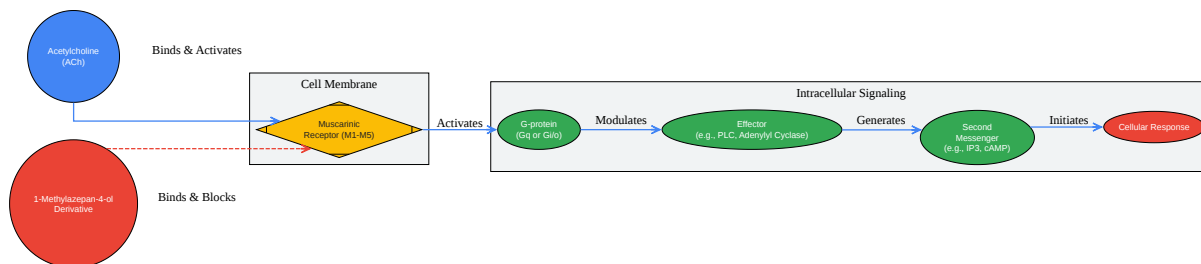 Acetylcholine
(ACh)
Binds & Activates
1-Methylazepan-4-ol
Derivative
Binds & Blocks
Cell Membrane
Muscarinic
Receptor (M1-M5)
Activates
Intracellular Signaling
G-protein
(Gq or Gi/o)
Modulates
Effector
(e.g., PLC, Adenylyl Cyclase)
Generates
Second
Messenger
(e.g., IP3, cAMP)
Initiates
Cellular Response